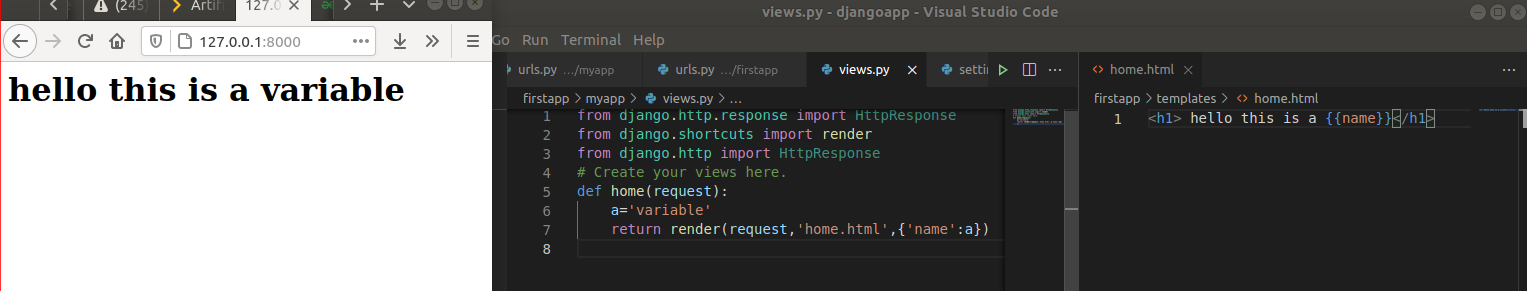 (245)
Artif
127.0
127.0.0.1:8000
hello this is a variable
views.py - djangoapp - Visual Studio Code
Go Run Terminal Help
urls.py .../myapp
urls.py .../firstapp
views.py
settin
firstapp > myapp > views.py > ...
1 from django.http.response import HttpResponse
2 from django.shortcuts import render
3 from django.http import HttpResponse
4 # Create your views here.
5 def home(request):
6 a='variable'
7 return render(request,'home.html',{'name':a})
8
home.html
firstapp > templates > home.html
1 <h1> hello this is a {{name}}</h1>